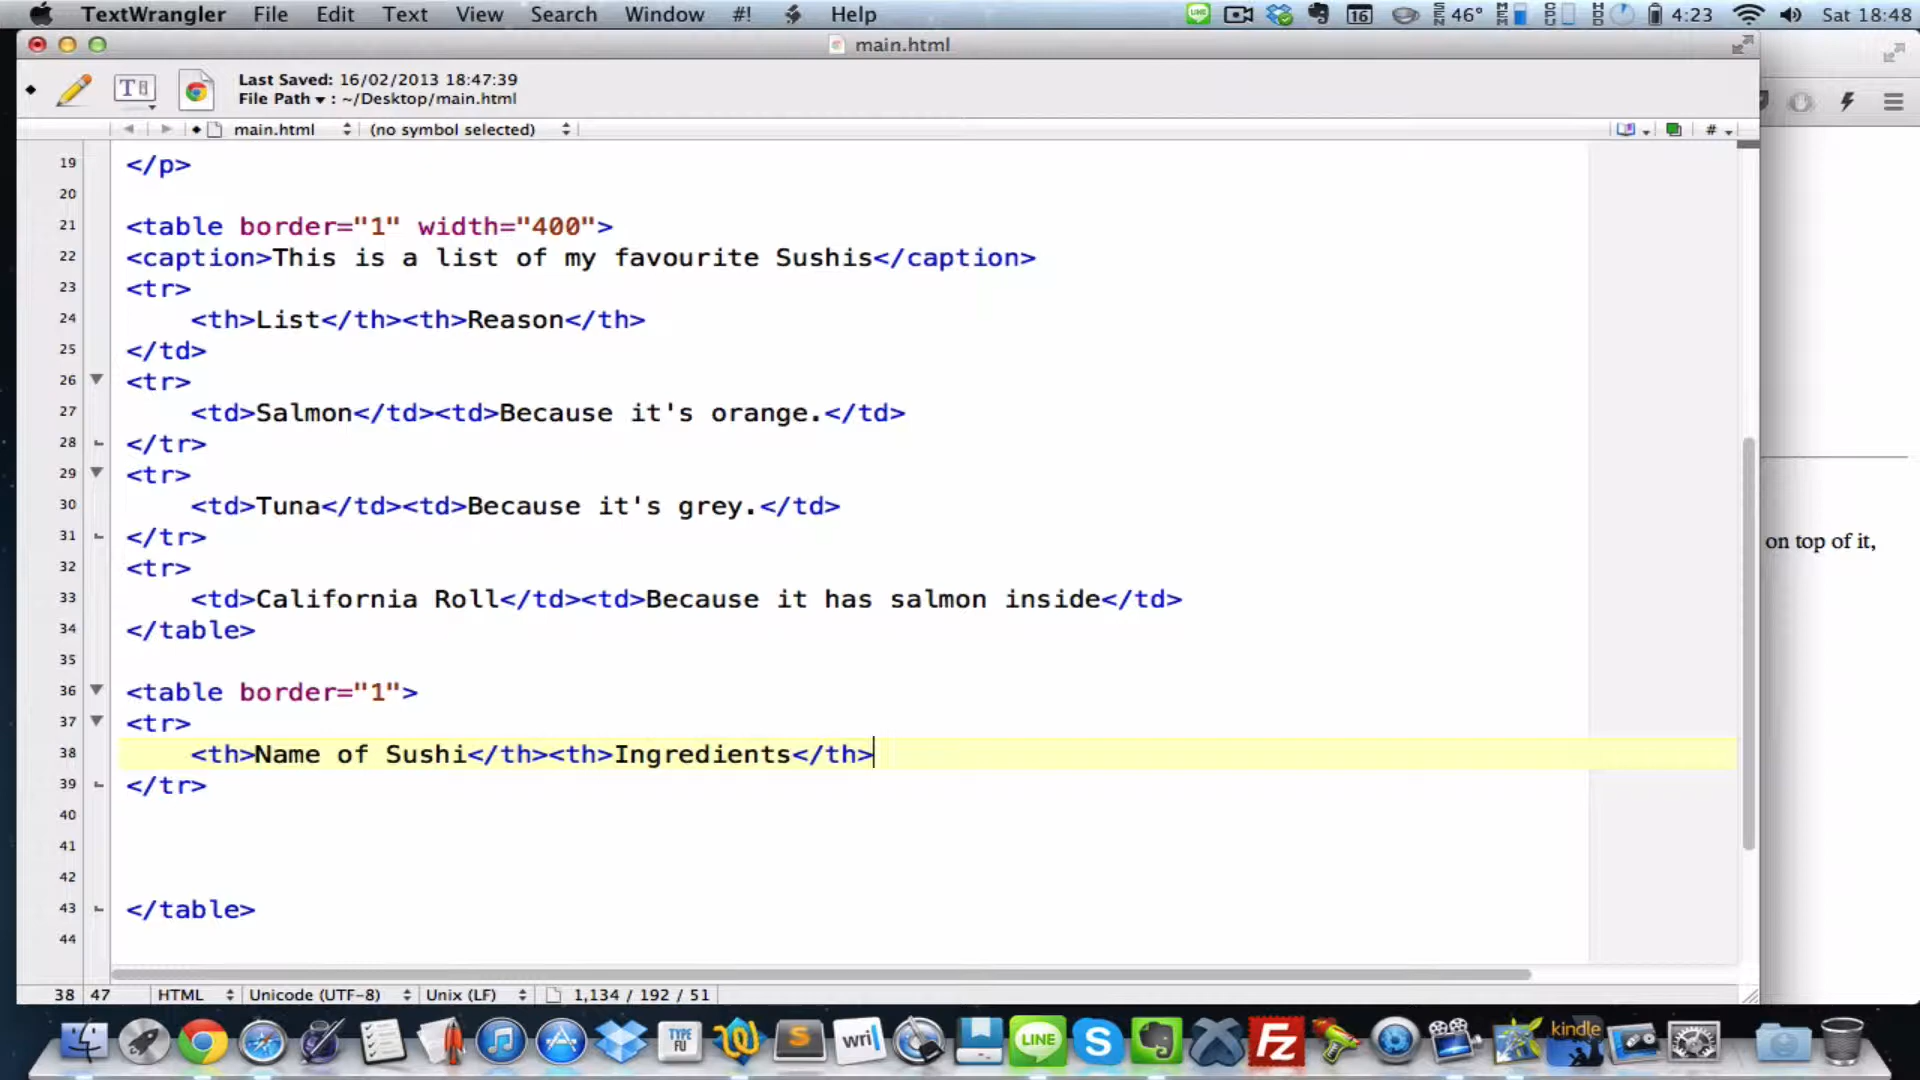 TextWrangler File Edit Text View Search Window #! Help 16 46° 4:23 Sat 18:48
main.html
Last Saved: 16/02/2013 18:47:39
File Path : ~/Desktop/main.html
main.html (no symbol selected) #
19 </p>
20
21 <table border="1" width="400">
22 <caption>This is a list of my favourite Sushis</caption>
23 <tr>
24 <th>List</th><th>Reason</th>
25 </td>
26 <tr>
27 <td>Salmon</td><td>Because it's orange.</td>
28 </tr>
29 <tr>
30 <td>Tuna</td><td>Because it's grey.</td>
31 </tr>
on top of it,
32 <tr>
33 <td>California Roll</td><td>Because it has salmon inside</td>
34 </table>
35
36 <table border="1">
37 <tr>
38 <th>Name of Sushi</th><th>Ingredients</th>
39 </tr>
40
41
42
43 </table>
44
38 47 HTML Unicode (UTF-8) Unix (LF) 1,134 / 192 / 51
TYPE FU S wri LINE S Fz kindle